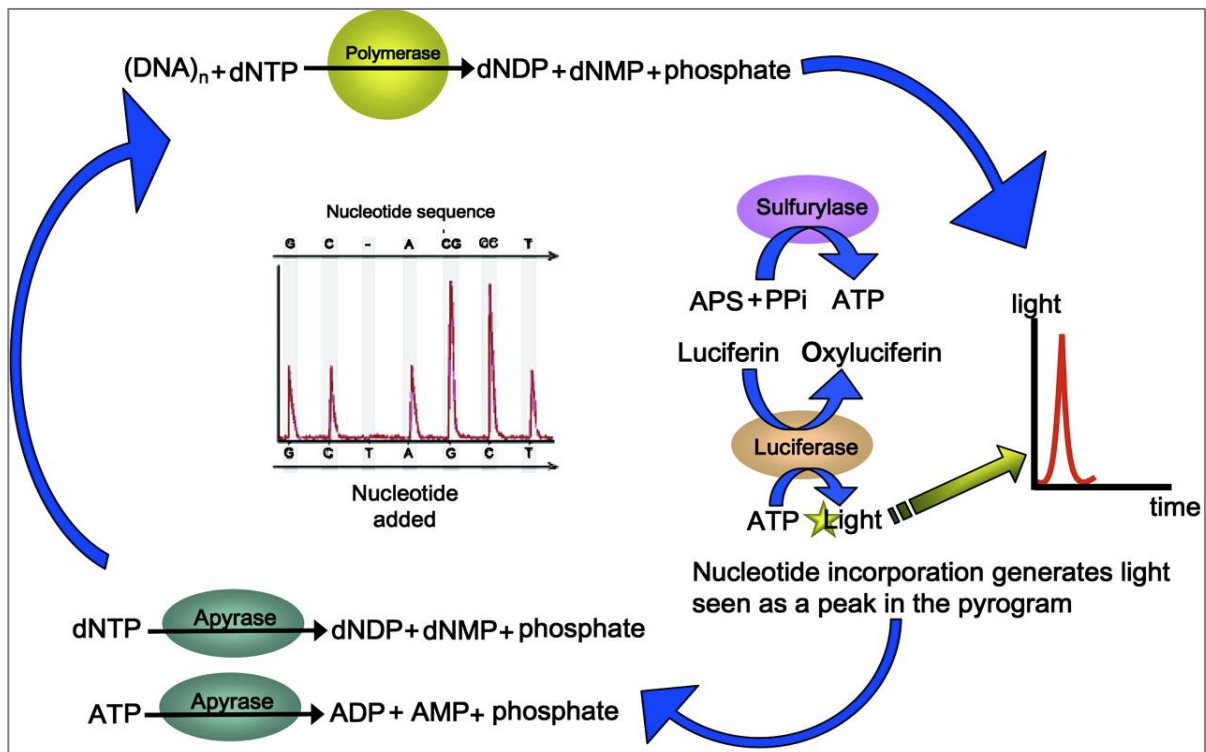 Polymerase
(DNA)n+dNTP dNDP+dNMP+phosphate
Nucleotide sequence
G C - A CG GC T
G C T A G C T
Nucleotide
added
Sulfurylase
APS+PPi ATP
Luciferin Oxyluciferin
Luciferase
ATP Light
light
time
Nucleotide incorporation generates light
seen as a peak in the pyrogram
Apyrase
dNTP dNDP+dNMP+phosphate
Apyrase
ATP ADP+AMP+phosphate